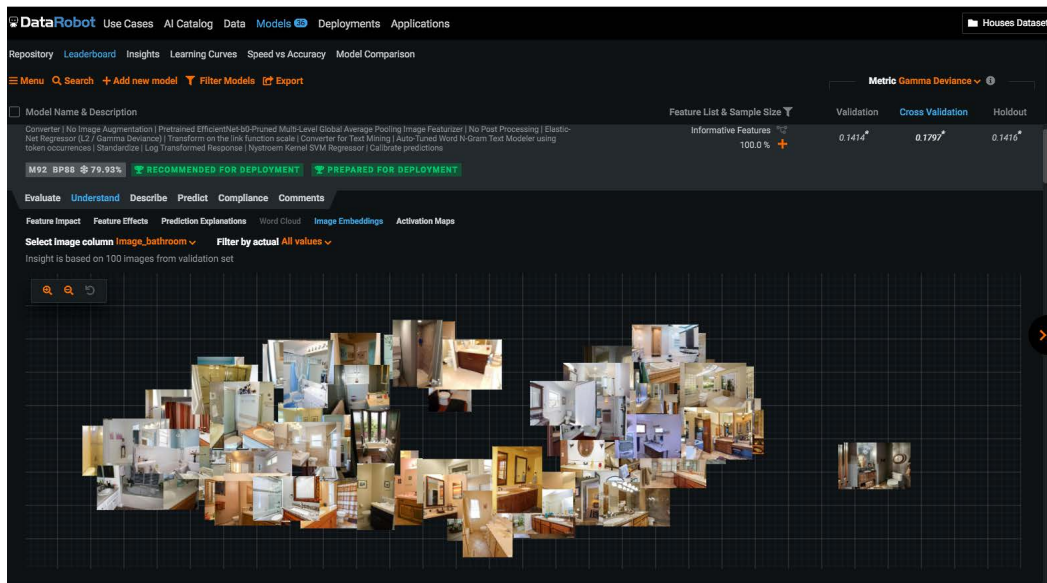 DataRobot Use Cases AI Catalog Data Models 36 Deployments Applications Houses Dataset
Repository Leaderboard Insights Learning Curves Speed vs Accuracy Model Comparison
Menu Search + Add new model Filter Models Export Metric Gamma Deviance
Model Name & Description Feature List & Sample Size Validation Cross Validation Holdout
Converter | No Image Augmentation | Pretrained EfficientNet-b0-Pruned Multi-Level Global Average Pooling Image Featurizer | No Post Processing | Elastic-
Net Regressor (L2 / Gamma Deviance) | Transform on the link function scale | Converter for Text Mining | Auto-Tuned Word N-Gram Text Modeler using
token occurrences | Standardize | Log Transformed Response | Nystroem Kernel SVM Regressor | Calibrate predictions
Informative Features 0.1414* 0.1797* 0.1416*
100.0 % +
M92 BP88 79.93% RECOMMENDED FOR DEPLOYMENT PREPARED FOR DEPLOYMENT
Evaluate Understand Describe Predict Compliance Comments
Feature Impact Feature Effects Prediction Explanations Word Cloud Image Embeddings Activation Maps
Select image column Image_bathroom Filter by actual All values
Insight is based on 100 images from validation set